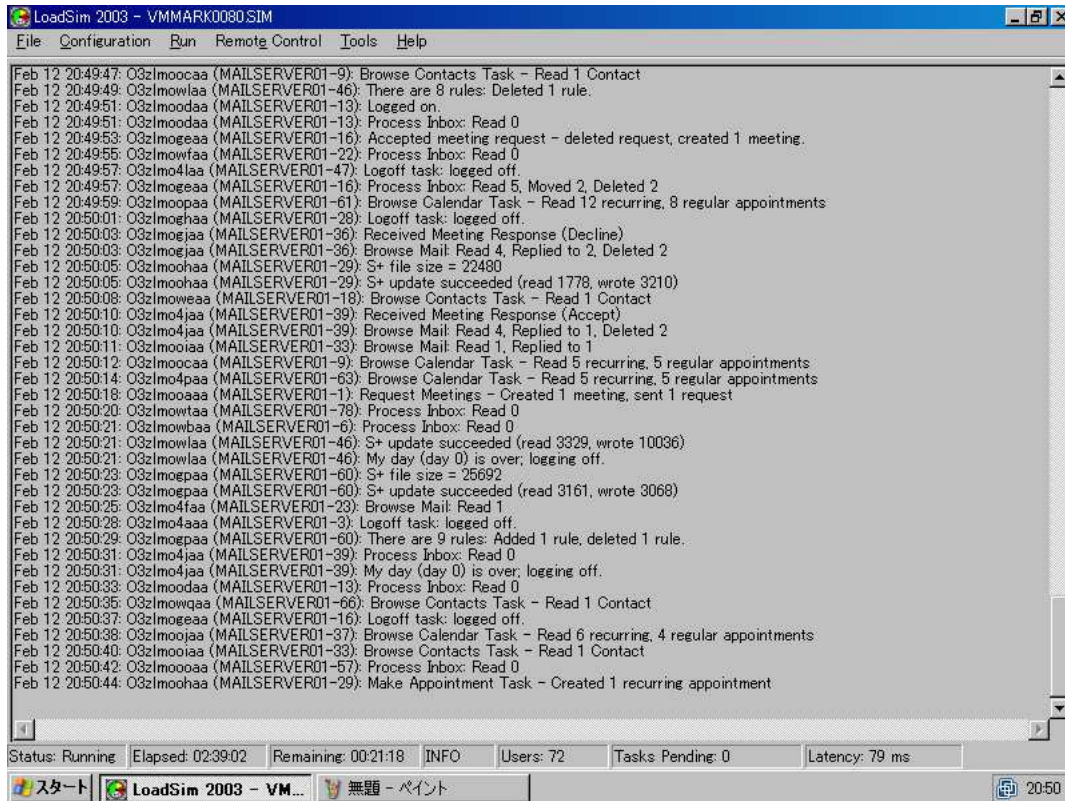 LoadSim 2003 - VMMARK0080.SIM
File Configuration Run Remote Control Tools Help
Feb 12 20:49:47: O3zlmoocaa (MAILSERVER01-9): Browse Contacts Task - Read 1 Contact
Feb 12 20:49:49: O3zlmowlaa (MAILSERVER01-46): There are 8 rules: Deleted 1 rule.
Feb 12 20:49:51: O3zlmoodaa (MAILSERVER01-13): Logged on.
Feb 12 20:49:51: O3zlmoodaa (MAILSERVER01-13): Process Inbox: Read 0
Feb 12 20:49:53: O3zlmogeaa (MAILSERVER01-16): Accepted meeting request - deleted request, created 1 meeting.
Feb 12 20:49:55: O3zlmowfaa (MAILSERVER01-22): Process Inbox: Read 0
Feb 12 20:49:57: O3zlmo4laa (MAILSERVER01-47): Logoff task: logged off.
Feb 12 20:49:57: O3zlmogeaa (MAILSERVER01-16): Process Inbox: Read 5, Moved 2, Deleted 2
Feb 12 20:49:59: O3zlmoopaa (MAILSERVER01-61): Browse Calendar Task - Read 12 recurring, 8 regular appointments
Feb 12 20:50:01: O3zlmoghaa (MAILSERVER01-28): Logoff task: logged off.
Feb 12 20:50:03: O3zlmogjaa (MAILSERVER01-36): Received Meeting Response (Decline)
Feb 12 20:50:03: O3zlmogjaa (MAILSERVER01-36): Browse Mail: Read 4, Replied to 2, Deleted 2
Feb 12 20:50:05: O3zlmoohaa (MAILSERVER01-29): S+ file size = 22480
Feb 12 20:50:05: O3zlmoohaa (MAILSERVER01-29): S+ update succeeded (read 1778, wrote 3210)
Feb 12 20:50:08: O3zlmoweaa (MAILSERVER01-18): Browse Contacts Task - Read 1 Contact
Feb 12 20:50:10: O3zlmo4jaa (MAILSERVER01-39): Received Meeting Response (Accept)
Feb 12 20:50:10: O3zlmo4jaa (MAILSERVER01-39): Browse Mail: Read 4, Replied to 1, Deleted 2
Feb 12 20:50:11: O3zlmooiaa (MAILSERVER01-33): Browse Mail: Read 1, Replied to 1
Feb 12 20:50:12: O3zlmoocaa (MAILSERVER01-9): Browse Calendar Task - Read 5 recurring, 5 regular appointments
Feb 12 20:50:14: O3zlmo4paa (MAILSERVER01-63): Browse Calendar Task - Read 5 recurring, 5 regular appointments
Feb 12 20:50:18: O3zlmooaaa (MAILSERVER01-1): Request Meetings - Created 1 meeting, sent 1 request
Feb 12 20:50:20: O3zlmowtaa (MAILSERVER01-78): Process Inbox: Read 0
Feb 12 20:50:21: O3zlmowbaa (MAILSERVER01-6): Process Inbox: Read 0
Feb 12 20:50:21: O3zlmowlaa (MAILSERVER01-46): S+ update succeeded (read 3329, wrote 10036)
Feb 12 20:50:21: O3zlmowlaa (MAILSERVER01-46): My day (day 0) is over; logging off.
Feb 12 20:50:23: O3zlmogpaa (MAILSERVER01-60): S+ file size = 25692
Feb 12 20:50:23: O3zlmogpaa (MAILSERVER01-60): S+ update succeeded (read 3161, wrote 3068)
Feb 12 20:50:25: O3zlmo4faa (MAILSERVER01-23): Browse Mail: Read 1
Feb 12 20:50:28: O3zlmo4aaa (MAILSERVER01-3): Logoff task: logged off.
Feb 12 20:50:29: O3zlmogpaa (MAILSERVER01-60): There are 9 rules: Added 1 rule, deleted 1 rule.
Feb 12 20:50:31: O3zlmo4jaa (MAILSERVER01-39): Process Inbox: Read 0
Feb 12 20:50:31: O3zlmo4jaa (MAILSERVER01-39): My day (day 0) is over; logging off.
Feb 12 20:50:33: O3zlmoodaa (MAILSERVER01-13): Process Inbox: Read 0
Feb 12 20:50:35: O3zlmowqaa (MAILSERVER01-66): Browse Contacts Task - Read 1 Contact
Feb 12 20:50:37: O3zlmogeaa (MAILSERVER01-16): Logoff task: logged off.
Feb 12 20:50:38: O3zlmoojaa (MAILSERVER01-37): Browse Calendar Task - Read 6 recurring, 4 regular appointments
Feb 12 20:50:40: O3zlmooiaa (MAILSERVER01-33): Browse Contacts Task - Read 1 Contact
Feb 12 20:50:42: O3zlmoooaa (MAILSERVER01-57): Process Inbox: Read 0
Feb 12 20:50:44: O3zlmoohaa (MAILSERVER01-29): Make Appointment Task - Created 1 recurring appointment
Status: Running Elapsed: 02:39:02 Remaining: 00:21:18 INFO Users: 72 Tasks Pending: 0 Latency: 79 ms
スタート LoadSim 2003 - VM... 無題 - ペイント 20:50